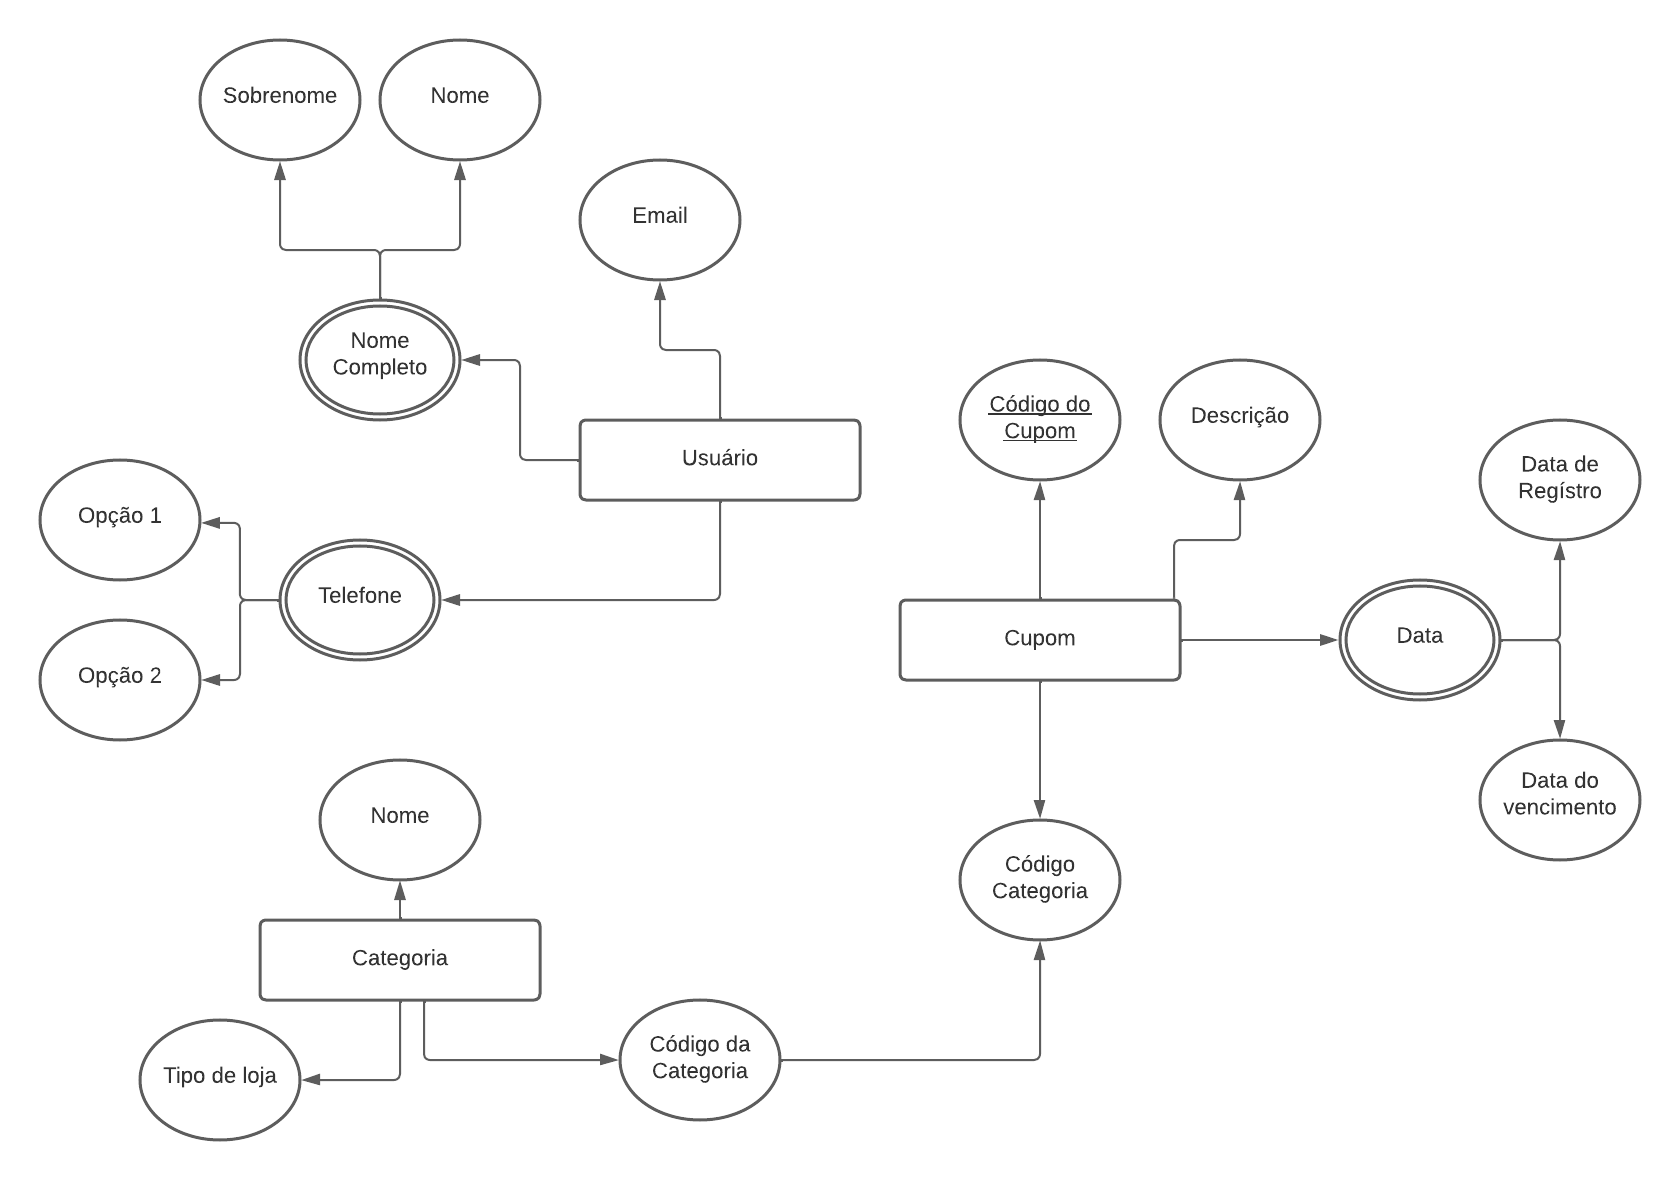 Sobrenome
Nome
Email
Nome
Completo
Usuário
Código do
Cupom
Descrição
Data de
Regístro
Opção 1
Telefone
Opção 2
Cupom
Data
Data do
vencimento
Nome
Código
Categoria
Categoria
Tipo de loja
Código da
Categoria